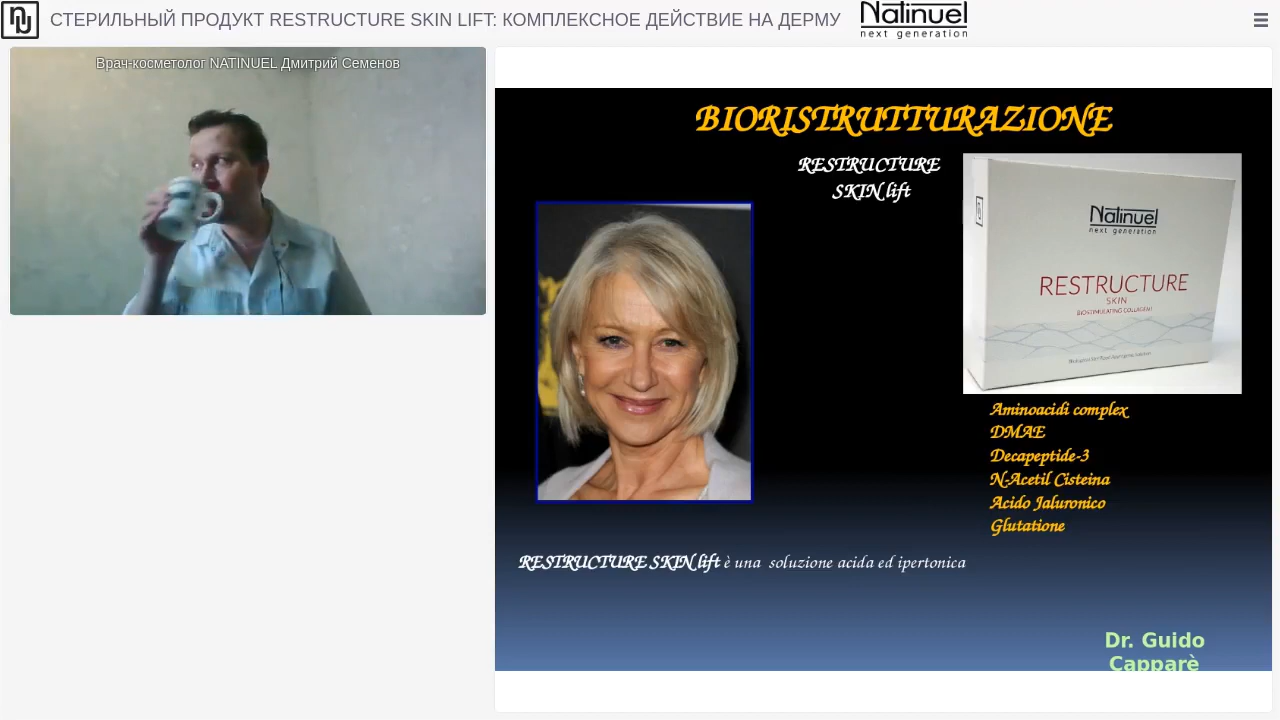 СТЕРИЛЬНЫЙ ПРОДУКТ RESTRUCTURE SKIN LIFT: КОМПЛЕКСНОЕ ДЕЙСТВИЕ НА ДЕРМУ
Natinuel
next generation
Врач-косметолог NATINUEL Дмитрий Семенов
BIORISTRUTTURAZIONE
RESTRUCTURE
SKIN lift
Natinuel
next generation
RESTRUCTURE
SKIN
BIOSTIMULATING COLLAGEN
Aminoacidi complex
DMAE
Decapeptide-3
N-Acetil Cisteina
Acido Jaluronico
Glutatione
RESTRUCTURE SKIN lift è una soluzione acida ed ipertonica
Dr. Guido
Capparè